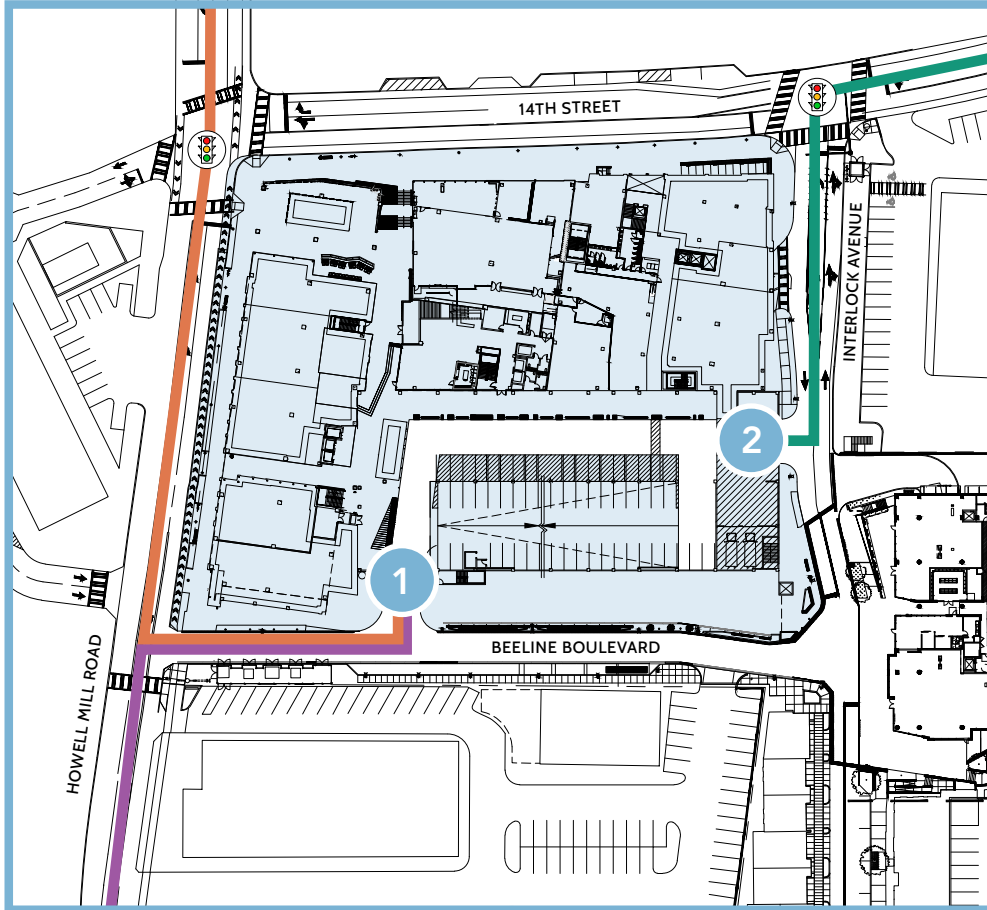 14TH STREET
INTERLOCK AVENUE
2
1
BEELINE BOULEVARD
HOWELL MILL ROAD